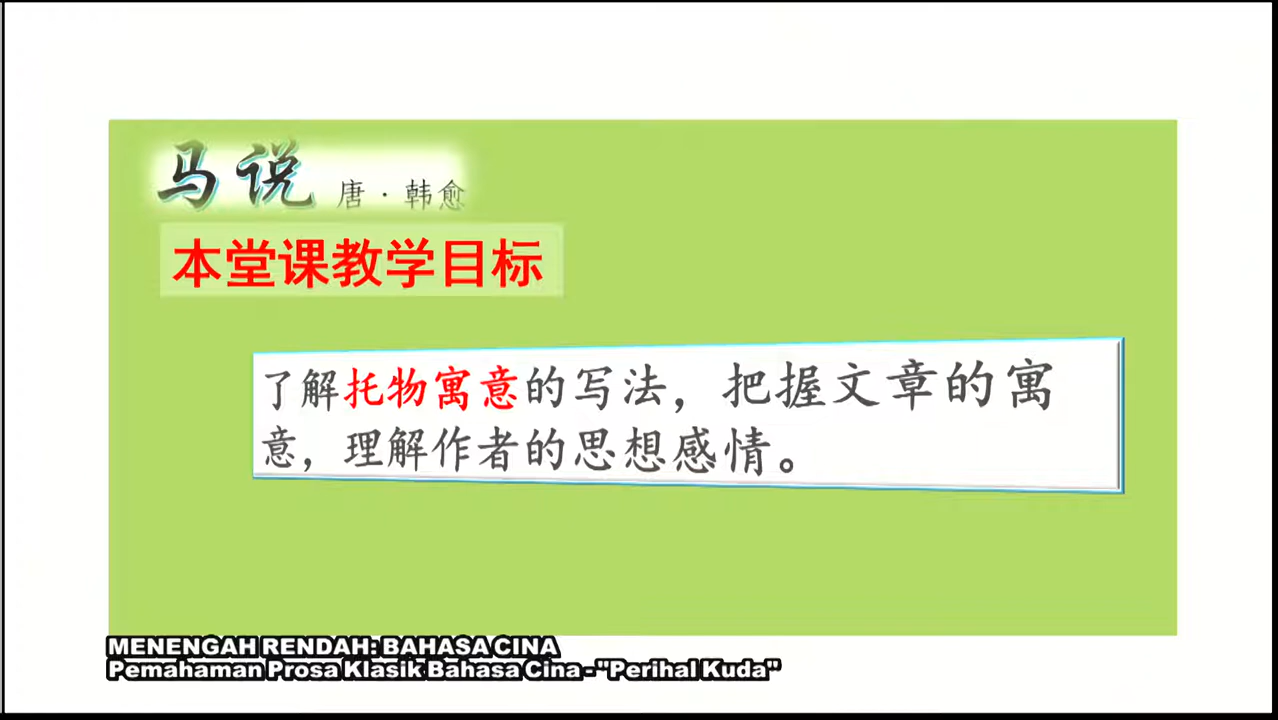 马说 唐·韩愈
本堂课教学目标
了解托物寓意的写法，把握文章的寓
意，理解作者的思想感情。
MENENGAH RENDAH: BAHASA CINA
Pemahaman Prosa Klasik Bahasa Cina - "Perihal Kuda"